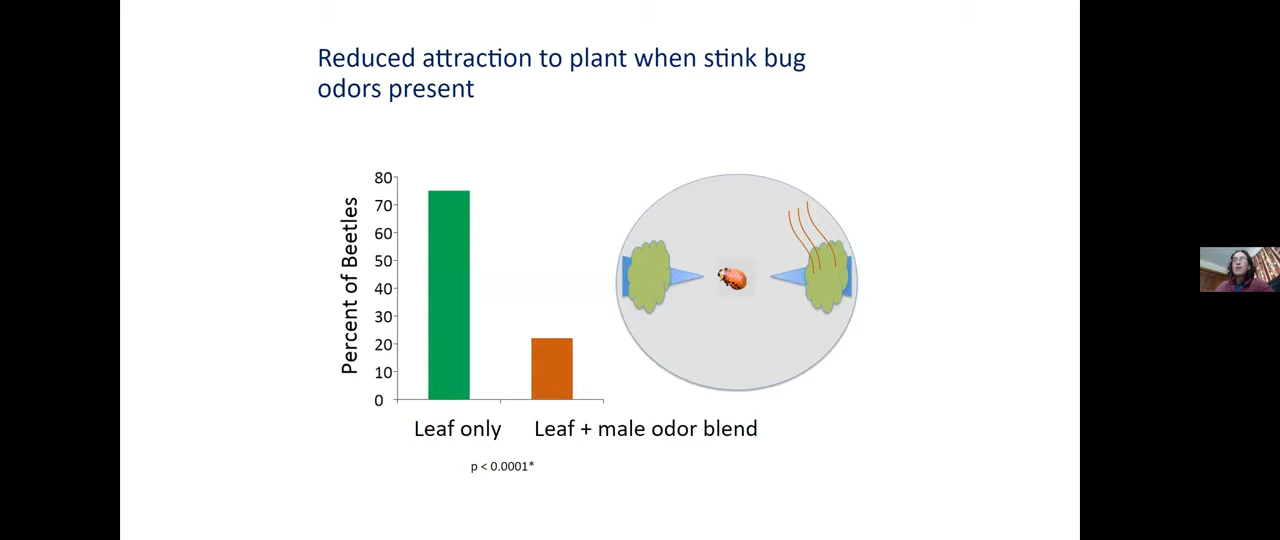 Reduced attraction to plant when stink bug
odors present
Percent of Beetles
80
70
60
50
40
30
20
10
0
Leaf only
Leaf + male odor blend
p < 0.0001*